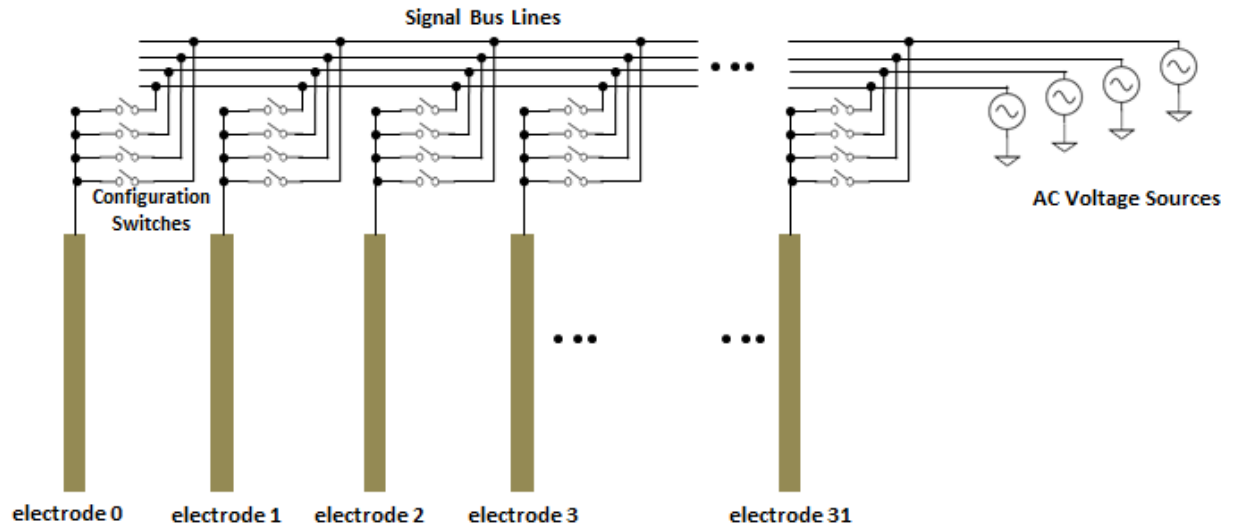 Signal Bus Lines
Configuration
Switches
AC Voltage Sources
electrode 0
electrode 1
electrode 2
electrode 3
electrode 31